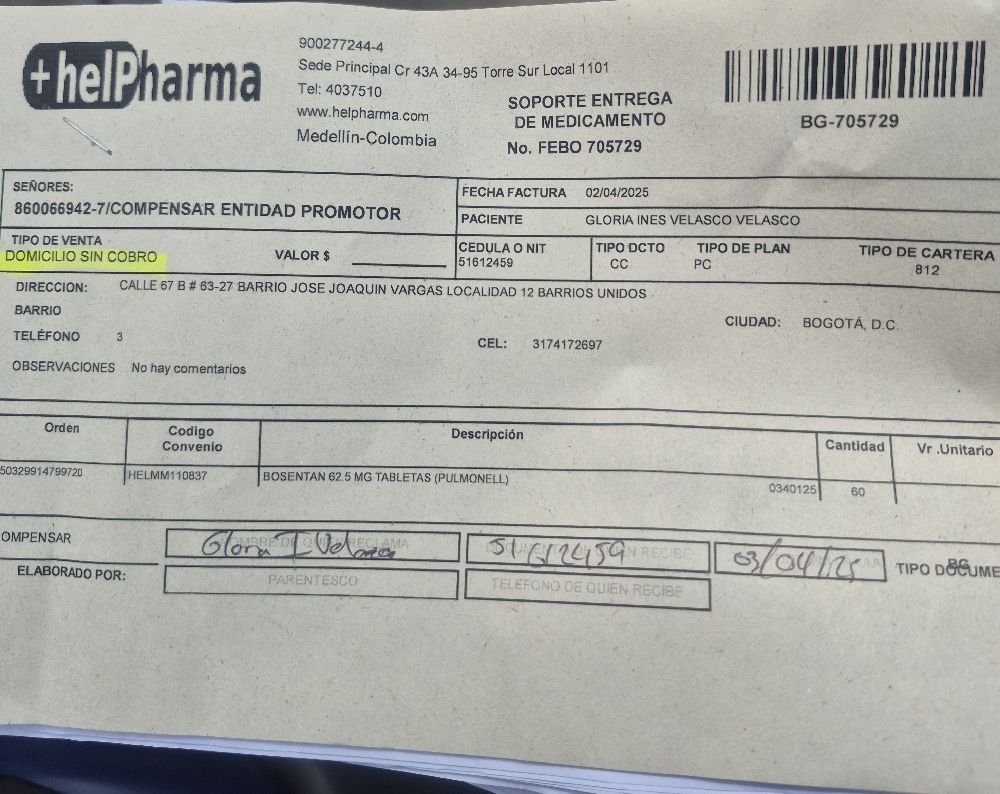 +helPharma
900277244-4
Sede Principal Cr 43A 34-95 Torre Sur Local 1101
Tel: 4037510
www.helpharma.com
Medellín-Colombia
SOPORTE ENTREGA
DE MEDICAMENTO
No. FEBO 705729
BG-705729
SEÑORES:
860066942-7/COMPENSAR ENTIDAD PROMOTOR
FECHA FACTURA 02/04/2025
PACIENTE GLORIA INES VELASCO VELASCO
TIPO DE VENTA
DOMICILIO SIN COBRO
VALOR $
CEDULA O NIT
51612459
TIPO DCTO
CC
TIPO DE PLAN
PC
TIPO DE CARTERA
812
DIRECCION: CALLE 67 B # 63-27 BARRIO JOSE JOAQUIN VARGAS LOCALIDAD 12 BARRIOS UNIDOS
BARRIO
CIUDAD: BOGOTÁ, D.C.
TELÉFONO 3
CEL: 3174172697
OBSERVACIONES No hay comentarios
Orden
Codigo
Convenio
Descripción
Cantidad
Vr .Unitario
50329914799720 HELMM110837 BOSENTAN 62.5 MG TABLETAS (PULMONELL) 0340125 60
OMPENSAR
Gloria I Velasco
51612459
03/04/25
BG
TIPO DOCUME
ELABORADO POR:
PARENTESCO
TELEFONO DE QUIEN RECIBE